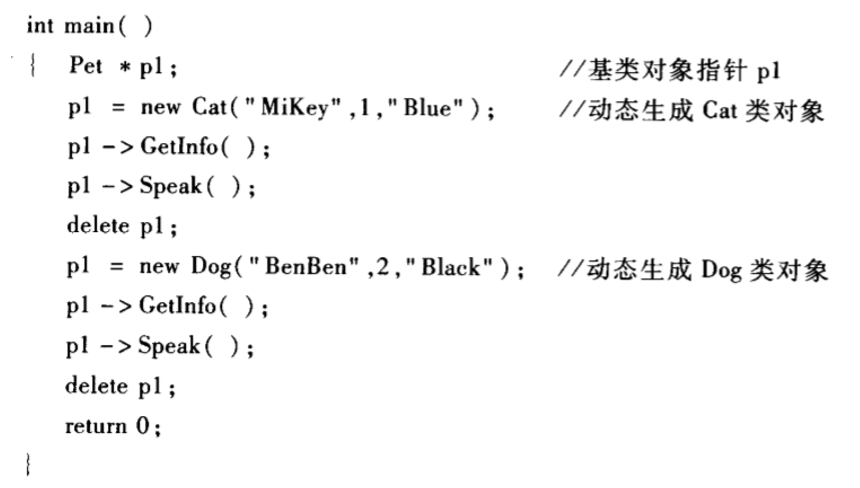 int main( )
{ Pet * p1; //基类对象指针 p1
p1 = new Cat("MiKey",1,"Blue"); //动态生成 Cat 类对象
p1 ->GetInfo( );
p1 ->Speak( );
delete p1;
p1 = new Dog("BenBen",2,"Black"); //动态生成 Dog 类对象
p1 ->GetInfo( );
p1 ->Speak( );
delete p1;
return 0;
}